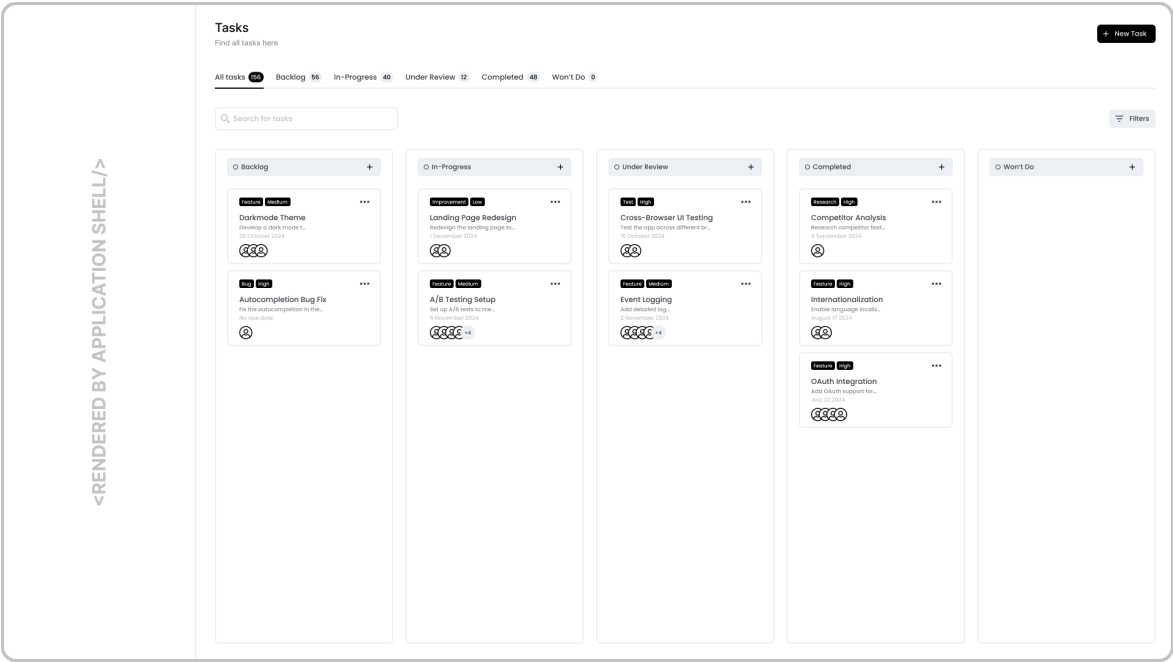 Tasks
Find all tasks here
+ New Task
All tasks 156 Backlog 56 In-Progress 40 Under Review 12 Completed 48 Won't Do 0
Search for tasks
Filters
<RENDERED BY APPLICATION SHELL/>
Backlog +
Feature Medium
Darkmode Theme
Develop a dark mode t...
20 October 2024
Bug High
Autocompletion Bug Fix
Fix the autocompletion in the...
No due date
In-Progress +
Improvement Low
Landing Page Redesign
Redesign the landing page to...
1 December 2024
Feature Medium
A/B Testing Setup
Set up A/B tests to me...
5 November 2024
+4
Under Review +
Test High
Cross-Browser UI Testing
Test the app across different br...
15 October 2024
Feature Medium
Event Logging
Add detailed log...
2 November 2024
+4
Completed +
Research High
Competitor Analysis
Research competitor feat...
4 September 2024
Feature High
Internationalization
Enable language localiz...
August 17 2024
Feature High
OAuth Integration
Add OAuth support for...
July 22 2024
Won't Do +